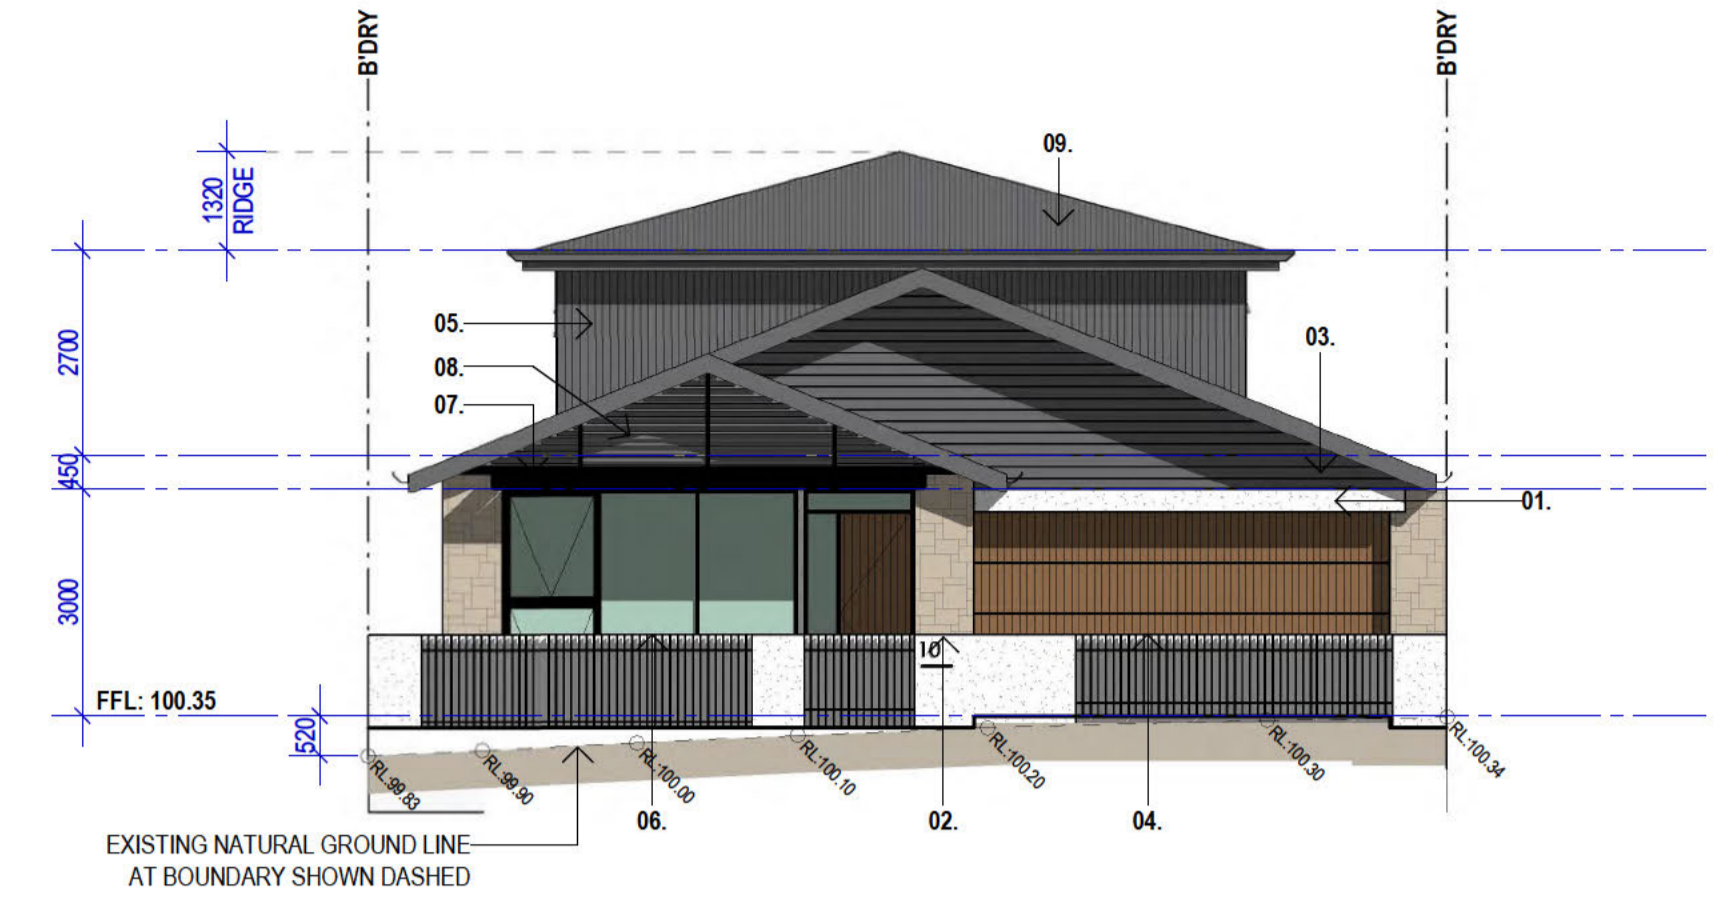 B'DRY
B'DRY
09.
1320
RIDGE
05.
03.
2700
08.
07.
450
01.
3000
10
FFL: 100.35
520
RL:99.83
RL:99.90
RL:100.00
RL:100.10
RL:100.20
RL:100.30
RL:100.34
06.
02.
04.
EXISTING NATURAL GROUND LINE
AT BOUNDARY SHOWN DASHED